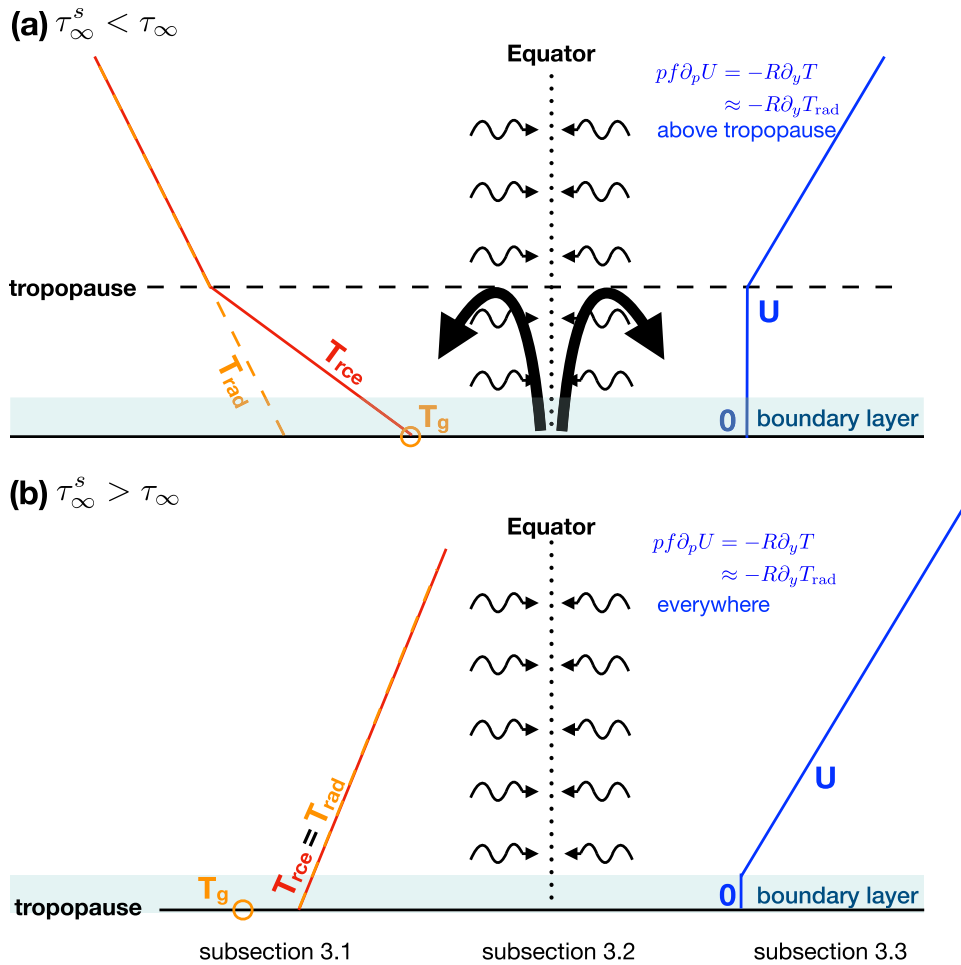 (a) τ^s_∞ < τ_∞
Equator
pf∂_pU = −R∂_yT
≈ −R∂_yT_rad
above tropopause
tropopause
U
T_rce
T_rad
T_g
0
boundary layer
(b) τ^s_∞ > τ_∞
Equator
pf∂_pU = −R∂_yT
≈ −R∂_yT_rad
everywhere
U
T_rce = T_rad
T_g
0
boundary layer
tropopause
subsection 3.1
subsection 3.2
subsection 3.3